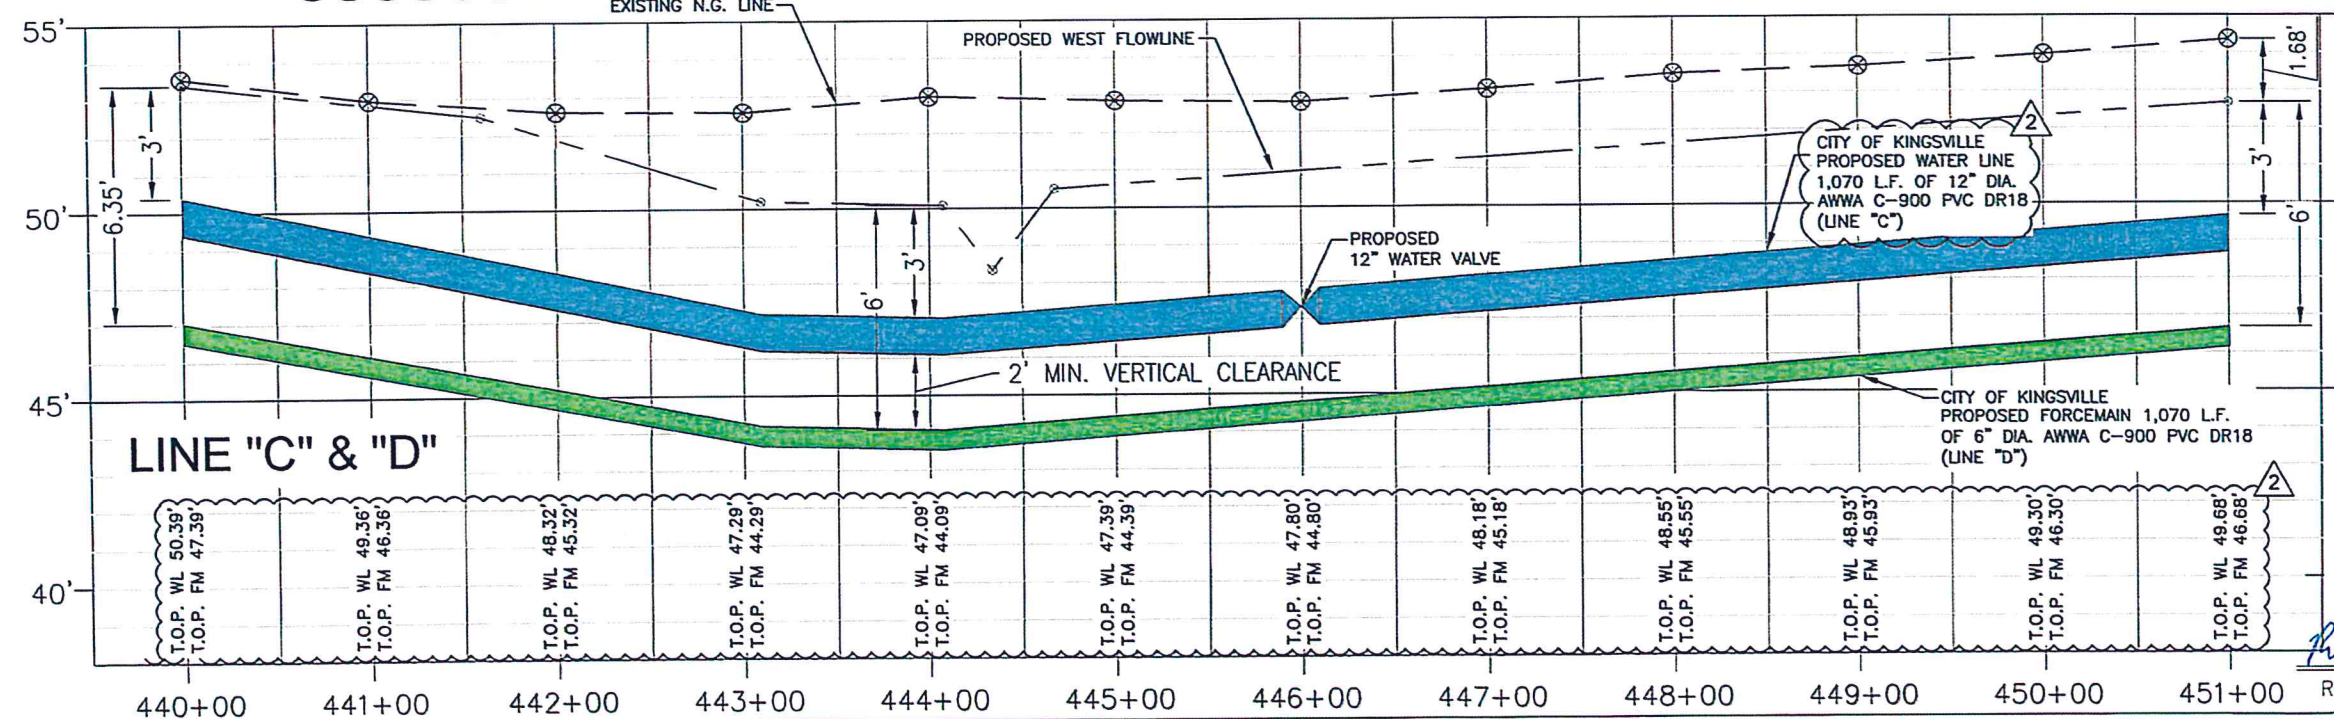 EXISTING N.G. LINE
55'
PROPOSED WEST FLOWLINE
1.68'
3'
6.35'
2
CITY OF KINGSVILLE
PROPOSED WATER LINE
1,070 L.F. OF 12" DIA.
AWWA C-900 PVC DR18
(LINE "C")
3'
6'
50'
PROPOSED
12" WATER VALVE
3'
6'
2' MIN. VERTICAL CLEARANCE
45'
CITY OF KINGSVILLE
PROPOSED FORCEMAIN 1,070 L.F.
OF 6" DIA. AWWA C-900 PVC DR18
(LINE "D")
LINE "C" & "D"
2
T.O.P. WL 50.39'
T.O.P. FM 47.39'
T.O.P. WL 49.36'
T.O.P. FM 46.36'
T.O.P. WL 48.32'
T.O.P. FM 45.32'
T.O.P. WL 47.29'
T.O.P. FM 44.29'
T.O.P. WL 47.09'
T.O.P. FM 44.09'
T.O.P. WL 47.39'
T.O.P. FM 44.39'
T.O.P. WL 47.80'
T.O.P. FM 44.80'
T.O.P. WL 48.18'
T.O.P. FM 45.18'
T.O.P. WL 48.55'
T.O.P. FM 45.55'
T.O.P. WL 48.93'
T.O.P. FM 45.93'
T.O.P. WL 49.30'
T.O.P. FM 46.30'
T.O.P. WL 49.68'
T.O.P. FM 46.68'
40'
440+00 441+00 442+00 443+00 444+00 445+00 446+00 447+00 448+00 449+00 450+00 451+00